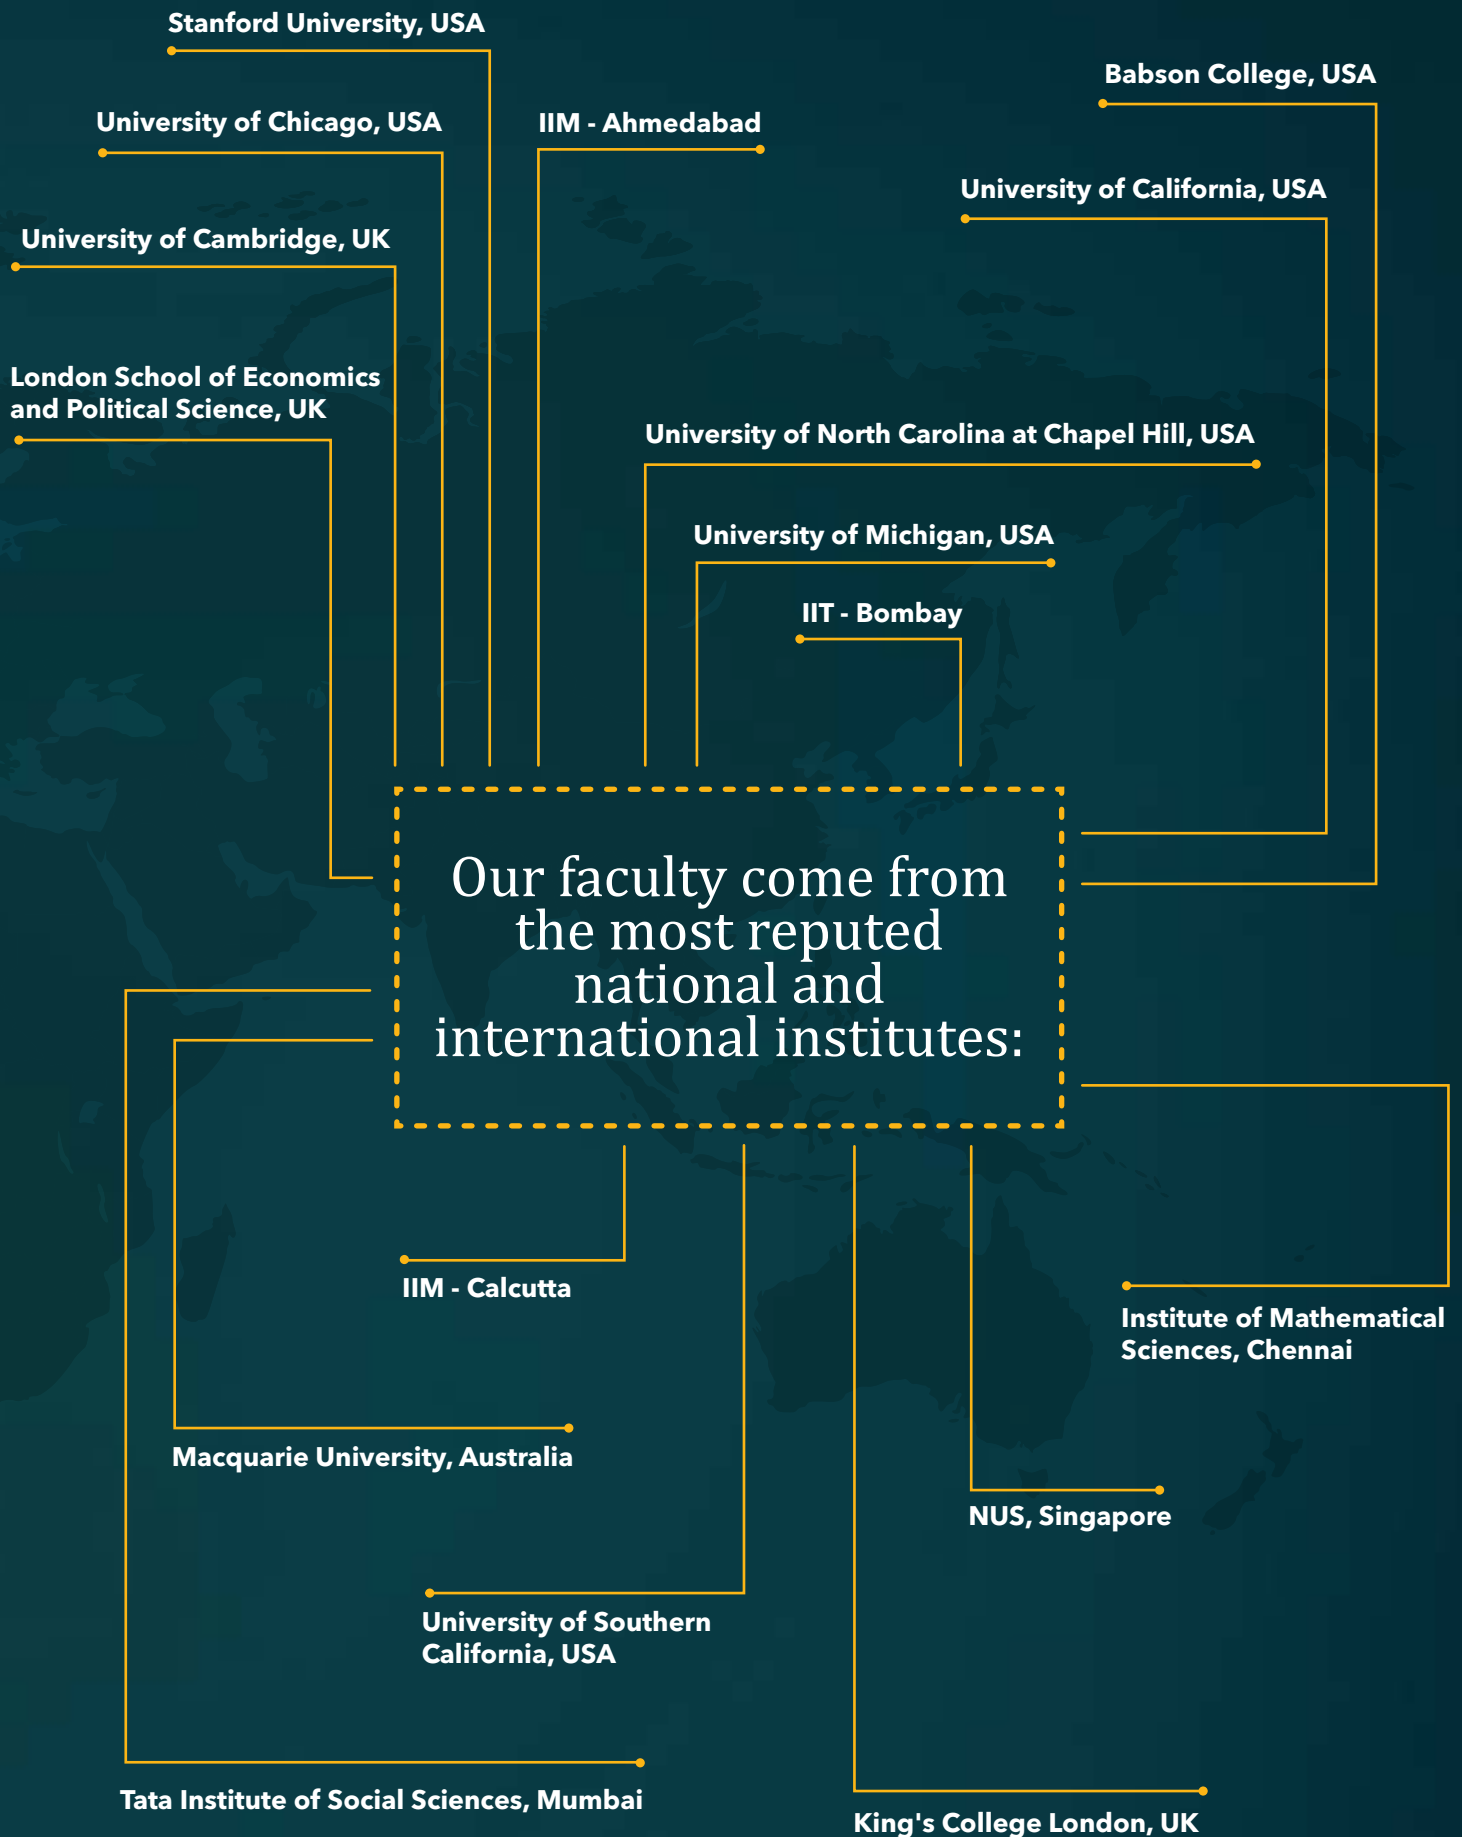 Stanford University, USA
Babson College, USA
University of Chicago, USA
IIM - Ahmedabad
University of California, USA
University of Cambridge, UK
London School of Economics
and Political Science, UK
University of North Carolina at Chapel Hill, USA
University of Michigan, USA
IIT - Bombay
Our faculty come from
the most reputed
national and
international institutes:
IIM - Calcutta
Institute of Mathematical
Sciences, Chennai
Macquarie University, Australia
NUS, Singapore
University of Southern
California, USA
Tata Institute of Social Sciences, Mumbai
King's College London, UK